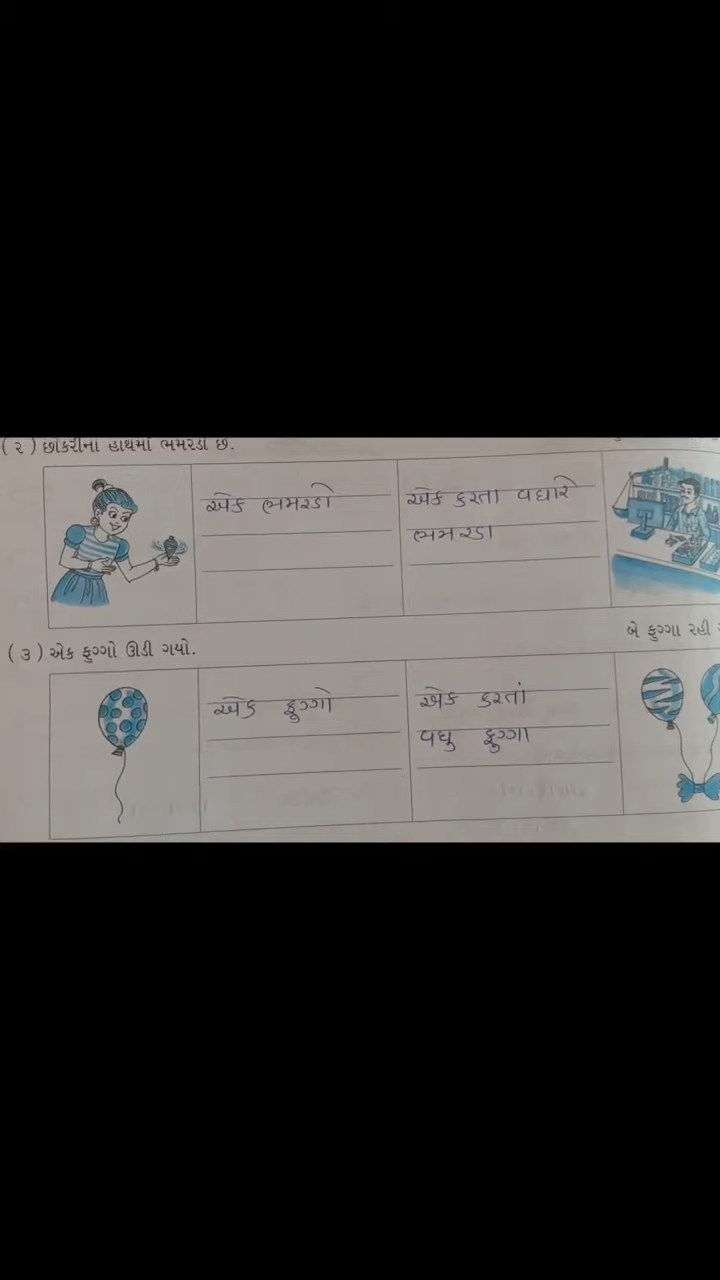 (૨) છોકરીના હાથમાં ભમરડો છે.
એક ભમરડો
એક કરતા વધારે
ભમરડા
(૩) એક ફુગ્ગો ઊડી ગયો.
બે ફુગ્ગા રહી
એક ફુગ્ગો
એક કરતાં
વધુ ફુગ્ગા